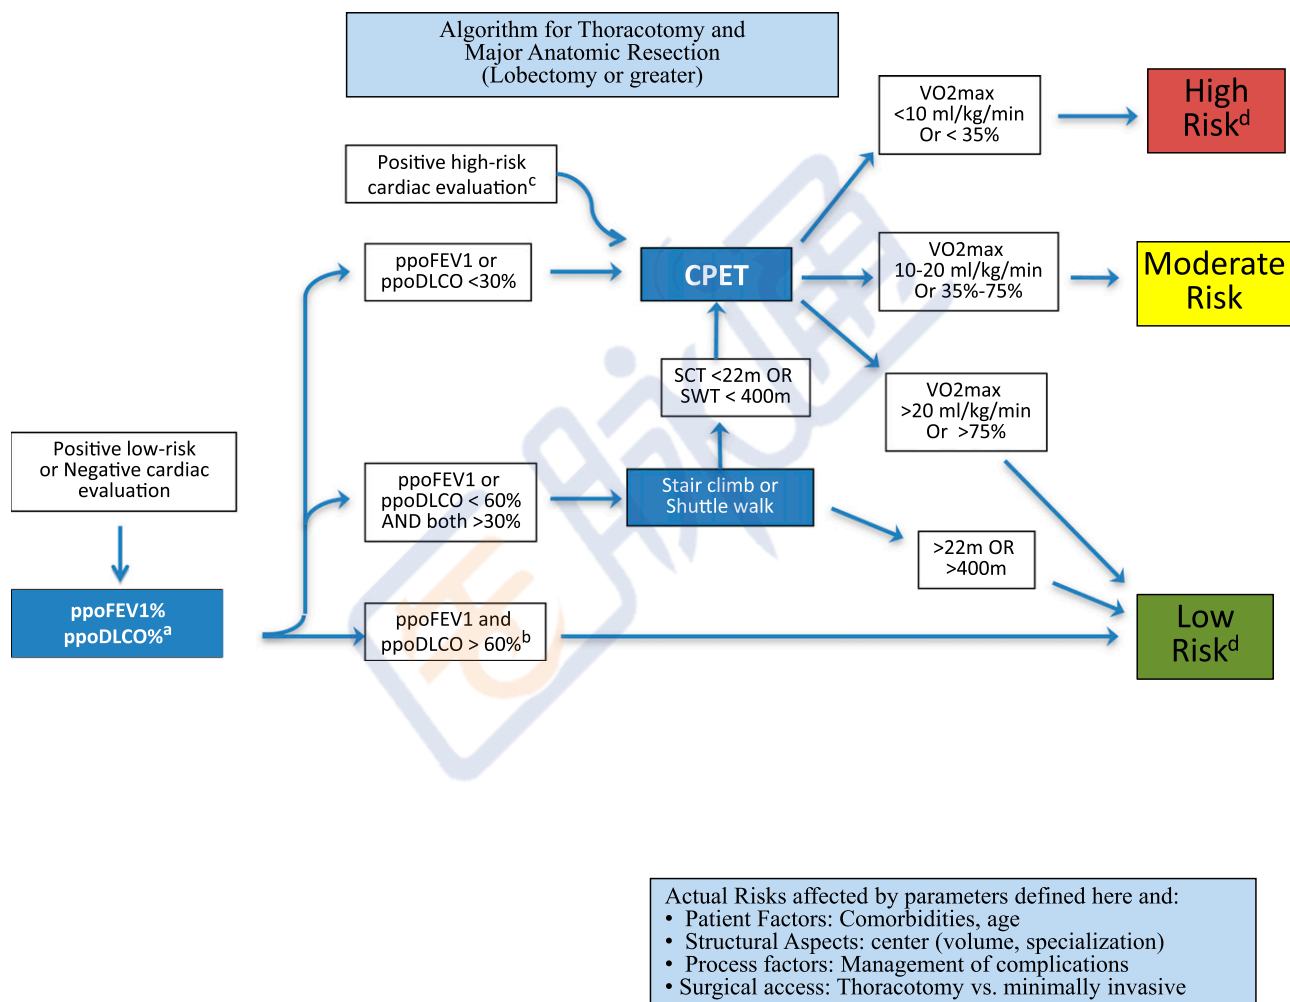 Algorithm for Thoracotomy and
Major Anatomic Resection
(Lobectomy or greater)
VO2max
<10 ml/kg/min
Or < 35%
High
Riskᵈ
Positive high-risk
cardiac evaluationᶜ
ppoFEV1 or
ppoDLCO <30%
CPET
VO2max
10-20 ml/kg/min
Or 35%-75%
Moderate
Risk
SCT <22m OR
SWT < 400m
VO2max
>20 ml/kg/min
Or >75%
Positive low-risk
or Negative cardiac
evaluation
ppoFEV1 or
ppoDLCO < 60%
AND both >30%
Stair climb or
Shuttle walk
>22m OR
>400m
ppoFEV1%
ppoDLCO%ᵃ
ppoFEV1 and
ppoDLCO > 60%ᵇ
Low
Riskᵈ
脉通
Actual Risks affected by parameters defined here and:
• Patient Factors: Comorbidities, age
• Structural Aspects: center (volume, specialization)
• Process factors: Management of complications
• Surgical access: Thoracotomy vs. minimally invasive